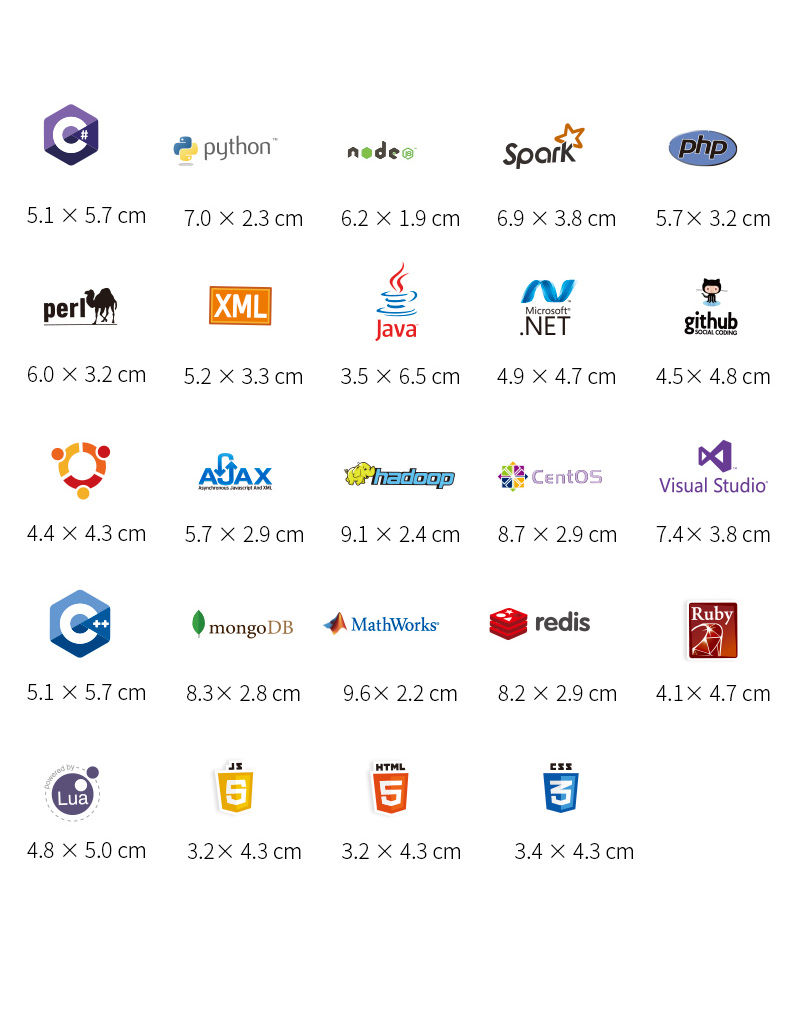 C #
python™
node JS
Spark
php
5.1 × 5.7 cm
7.0 × 2.3 cm
6.2 × 1.9 cm
6.9 × 3.8 cm
5.7× 3.2 cm
perl
XML
Java
Microsoft®
.NET
github
SOCIAL CODING
6.0 × 3.2 cm
5.2 × 3.3 cm
3.5 × 6.5 cm
4.9 × 4.7 cm
4.5× 4.8 cm
AJAX
Asynchronous Javascript And XML
hadoop
CentOS
Visual Studio®
4.4 × 4.3 cm
5.7 × 2.9 cm
9.1 × 2.4 cm
8.7 × 2.9 cm
7.4× 3.8 cm
C ++
mongoDB
MathWorks®
redis
Ruby
5.1 × 5.7 cm
8.3× 2.8 cm
9.6× 2.2 cm
8.2 × 2.9 cm
4.1× 4.7 cm
powered by
Lua
JS
5
HTML
5
CSS
3
4.8 × 5.0 cm
3.2× 4.3 cm
3.2 × 4.3 cm
3.4 × 4.3 cm